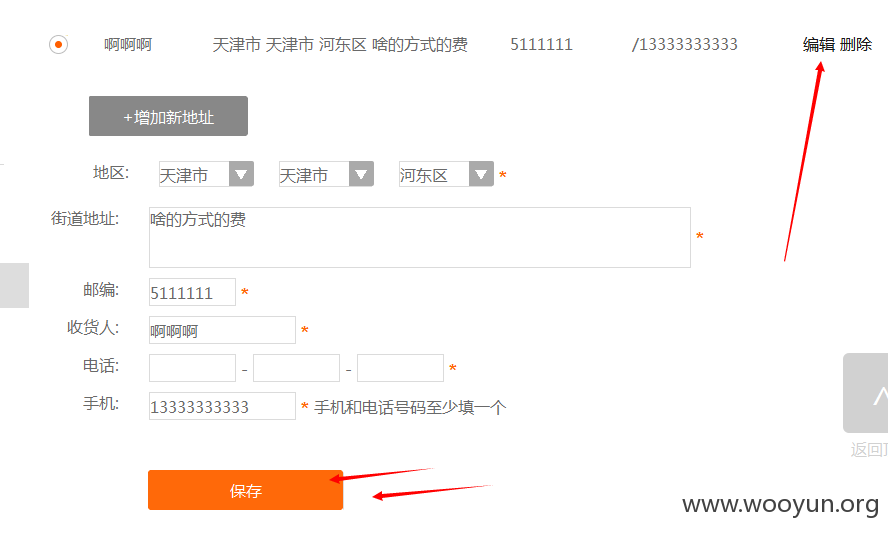 啊啊啊 天津市 天津市 河东区 啥的方式的费 5111111 /13333333333 编辑 删除
+增加新地址
地区: 天津市 天津市 河东区 *
街道地址: 啥的方式的费 *
邮编: 5111111 *
收货人: 啊啊啊 *
电话: - - *
手机: 13333333333 * 手机和电话号码至少填一个
返回
保存
www.wooyun.org